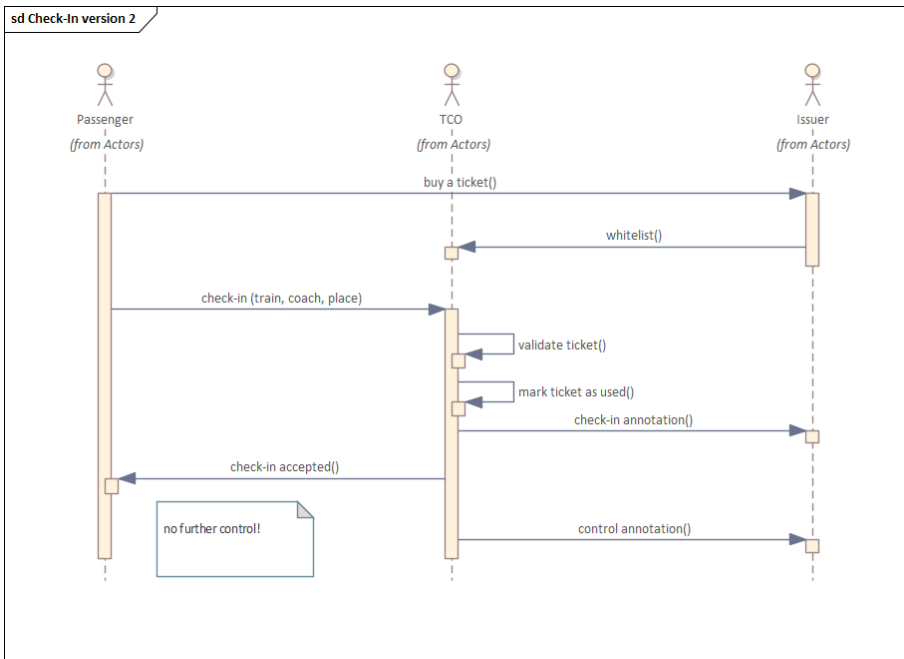 sd Check-In version 2
Passenger
TCO
Issuer
(from Actors)
(from Actors)
(from Actors)
buy a ticket()
whitelist()
check-in (train, coach, place)
validate ticket()
mark ticket as used()
check-in annotation()
check-in accepted()
no further control!
control annotation()